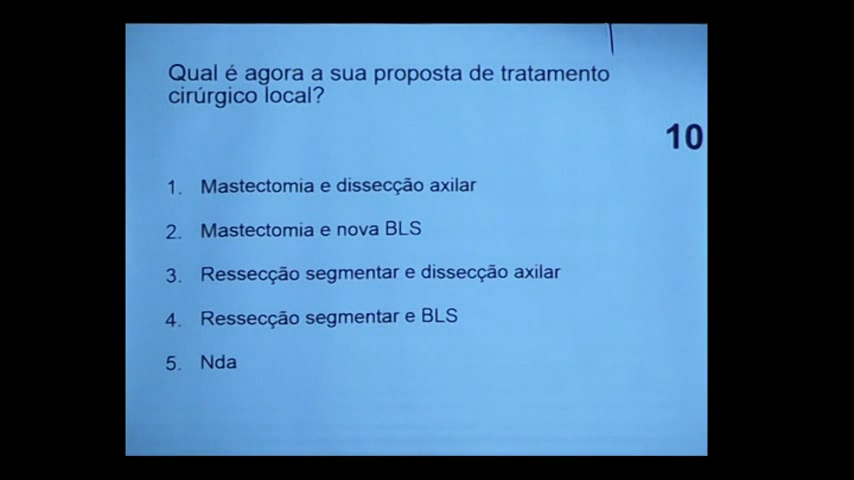 Qual é agora a sua proposta de tratamento
cirúrgico local?
10
1. Mastectomia e dissecção axilar
2. Mastectomia e nova BLS
3. Ressecção segmentar e dissecção axilar
4. Ressecção segmentar e BLS
5. Nda